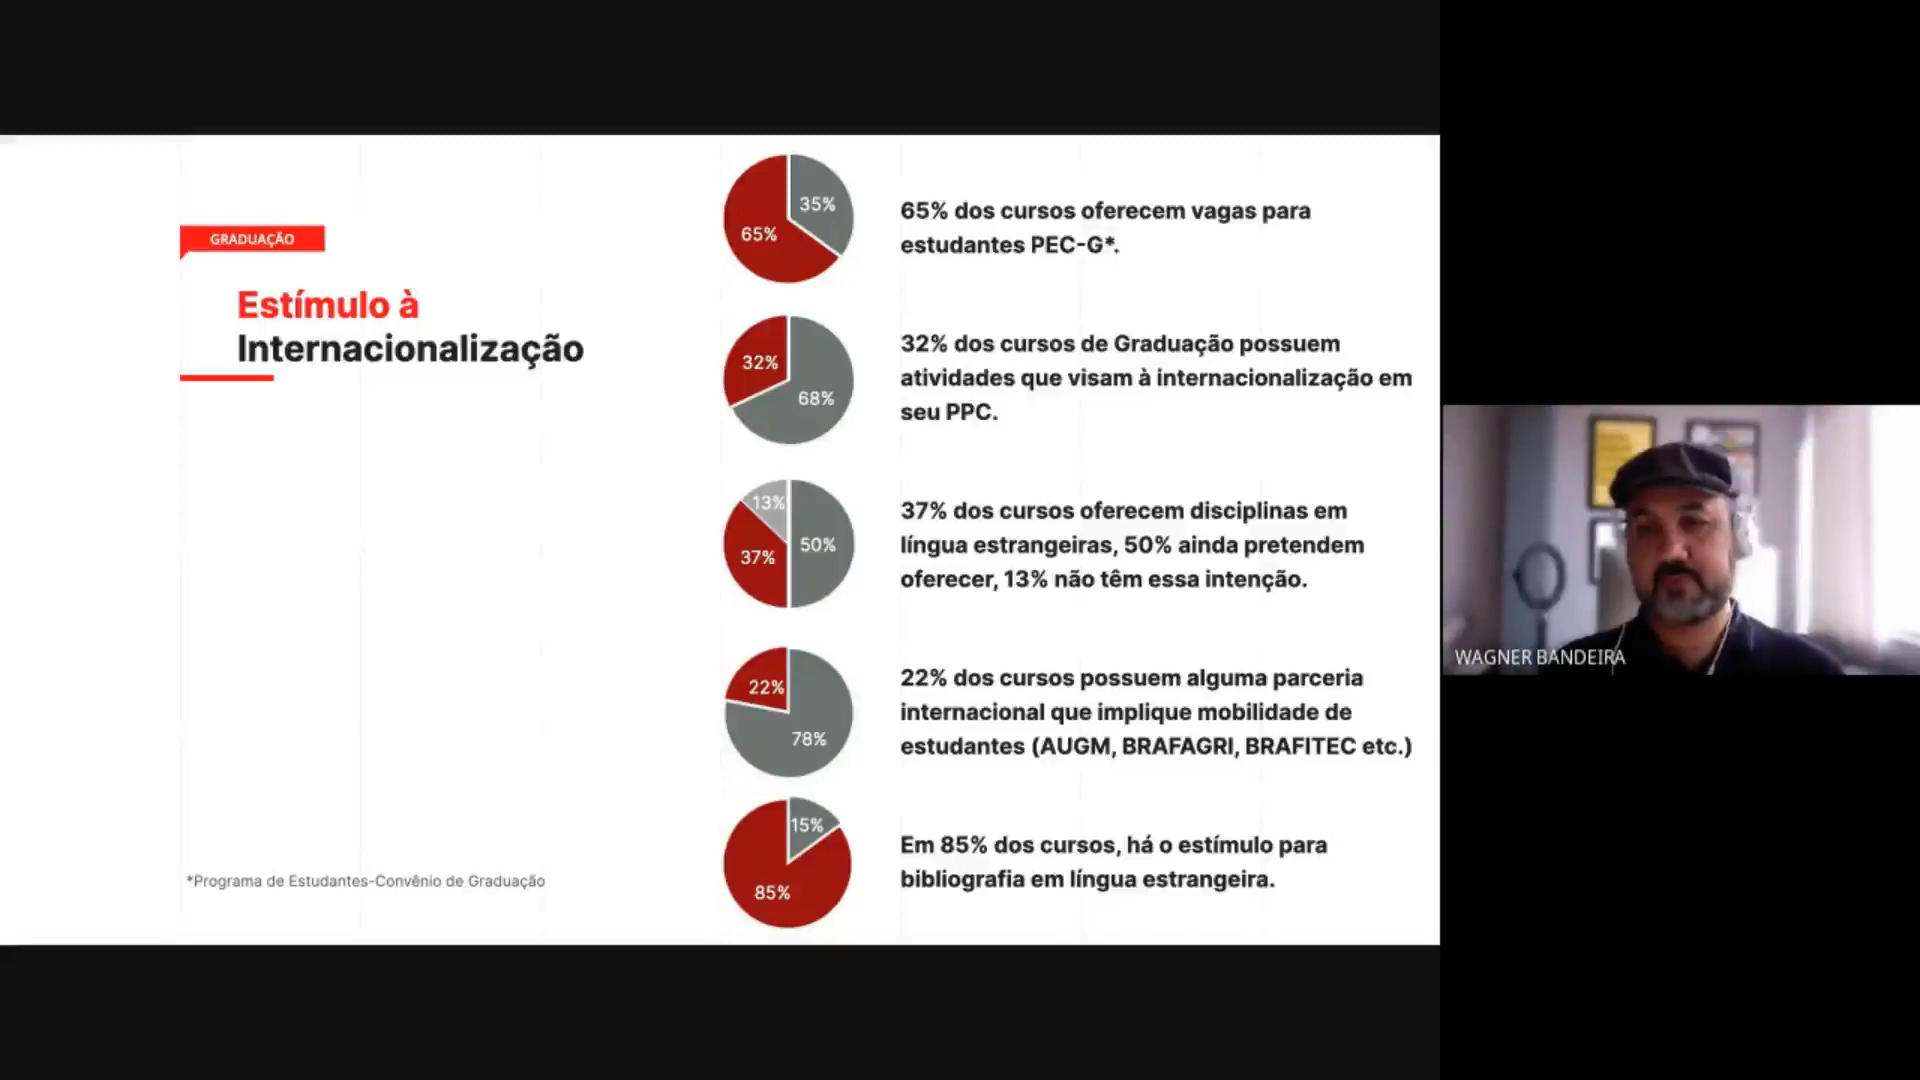 GRADUAÇÃO
Estímulo à
Internacionalização
*Programa de Estudantes-Convênio de Graduação
35%
65%
65% dos cursos oferecem vagas para
estudantes PEC-G*.
32%
68%
32% dos cursos de Graduação possuem
atividades que visam à internacionalização em
seu PPC.
13%
37%
50%
37% dos cursos oferecem disciplinas em
língua estrangeiras, 50% ainda pretendem
oferecer, 13% não têm essa intenção.
22%
78%
22% dos cursos possuem alguma parceria
internacional que implique mobilidade de
estudantes (AUGM, BRAFAGRI, BRAFITEC etc.)
15%
85%
Em 85% dos cursos, há o estímulo para
bibliografia em língua estrangeira.
WAGNER BANDEIRA